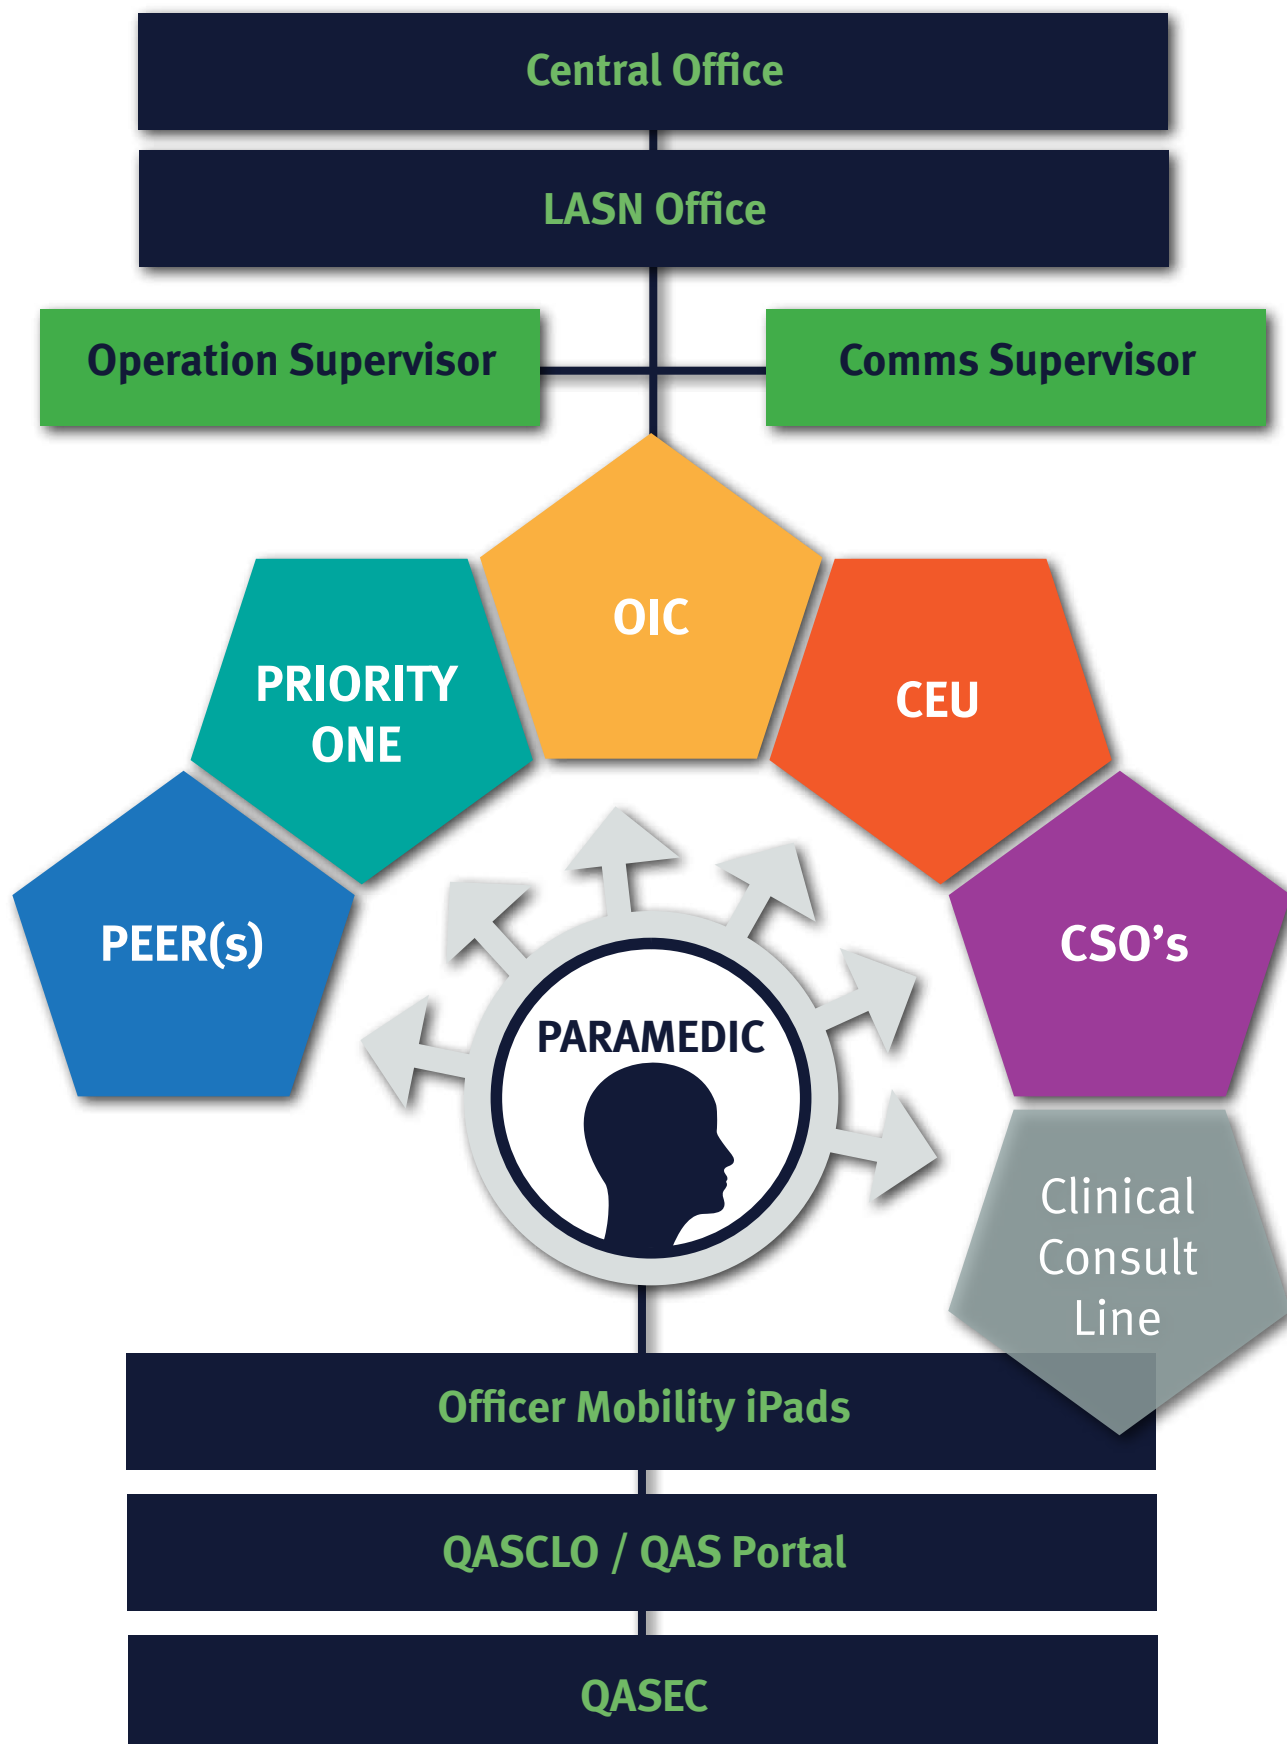 Central Office
LASN Office
Operation Supervisor
Comms Supervisor
OIC
PRIORITY
ONE
CEU
PEER(s)
CSO’s
PARAMEDIC
Clinical
Consult
Line
Officer Mobility iPads
QASCLO / QAS Portal
QASEC